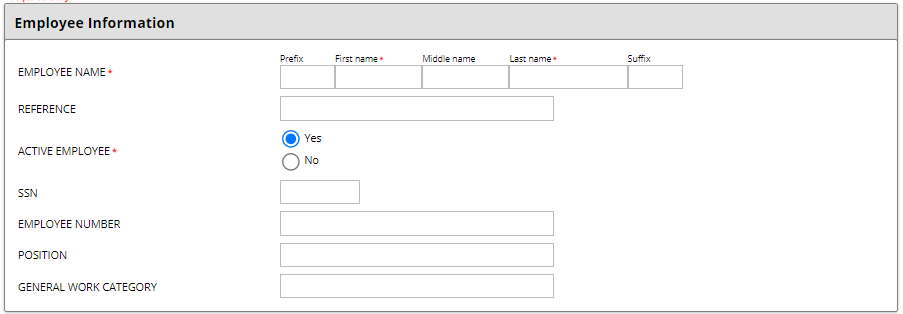 Employee Information
Prefix First name* Middle name Last name* Suffix
EMPLOYEE NAME*
REFERENCE
Yes
ACTIVE EMPLOYEE*
No
SSN
EMPLOYEE NUMBER
POSITION
GENERAL WORK CATEGORY